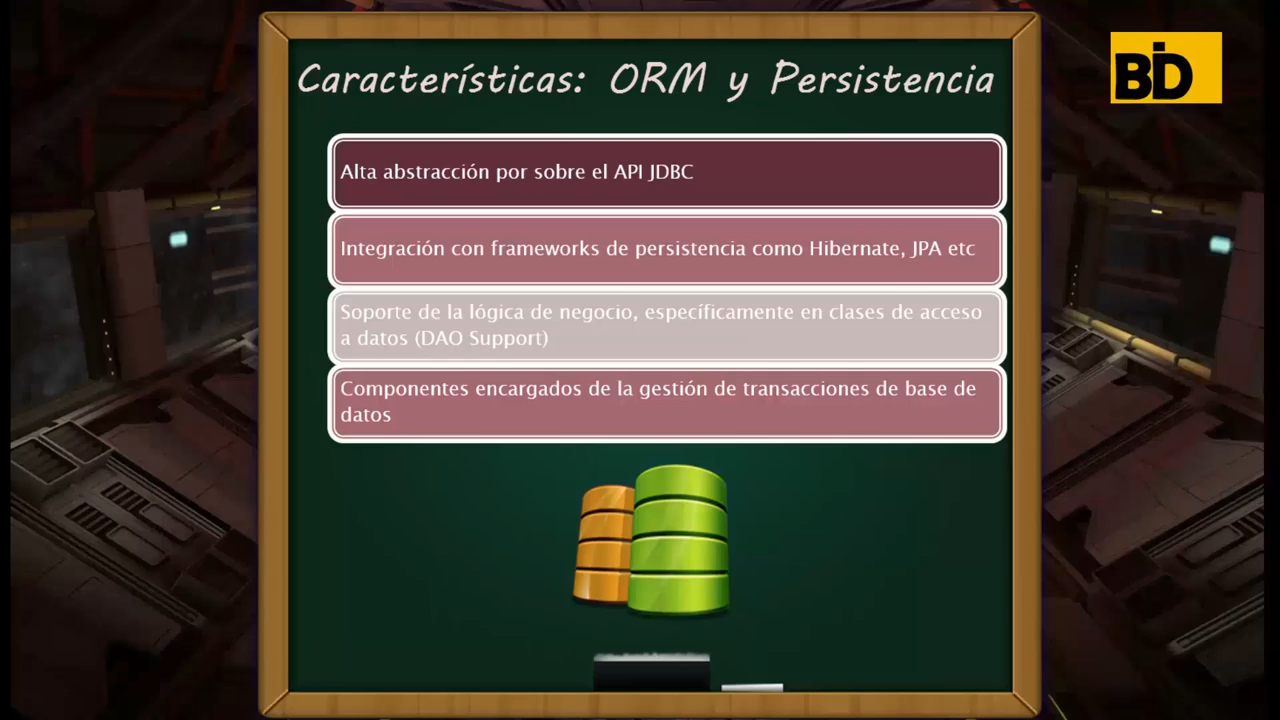 Características: ORM y Persistencia
BiD
Alta abstracción por sobre el API JDBC
Integración con frameworks de persistencia como Hibernate, JPA etc
Soporte de la lógica de negocio, específicamente en clases de acceso
a datos (DAO Support)
Componentes encargados de la gestión de transacciones de base de
datos